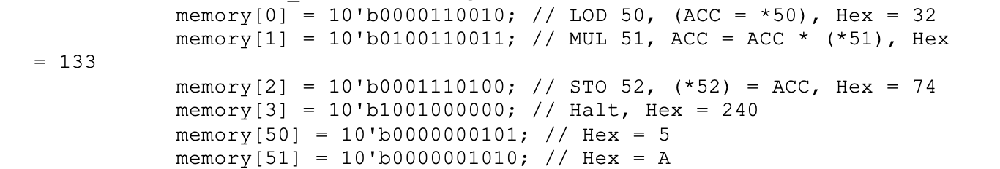 memory[0] = 10'b0000110010; // LOD 50, (ACC = *50), Hex = 32
memory[1] = 10'b0100110011; // MUL 51, ACC = ACC * (*51), Hex
= 133
memory[2] = 10'b0001110100; // STO 52, (*52) = ACC, Hex = 74
memory[3] = 10'b1001000000; // Halt, Hex = 240
memory[50] = 10'b0000000101; // Hex = 5
memory[51] = 10'b0000001010; // Hex = A